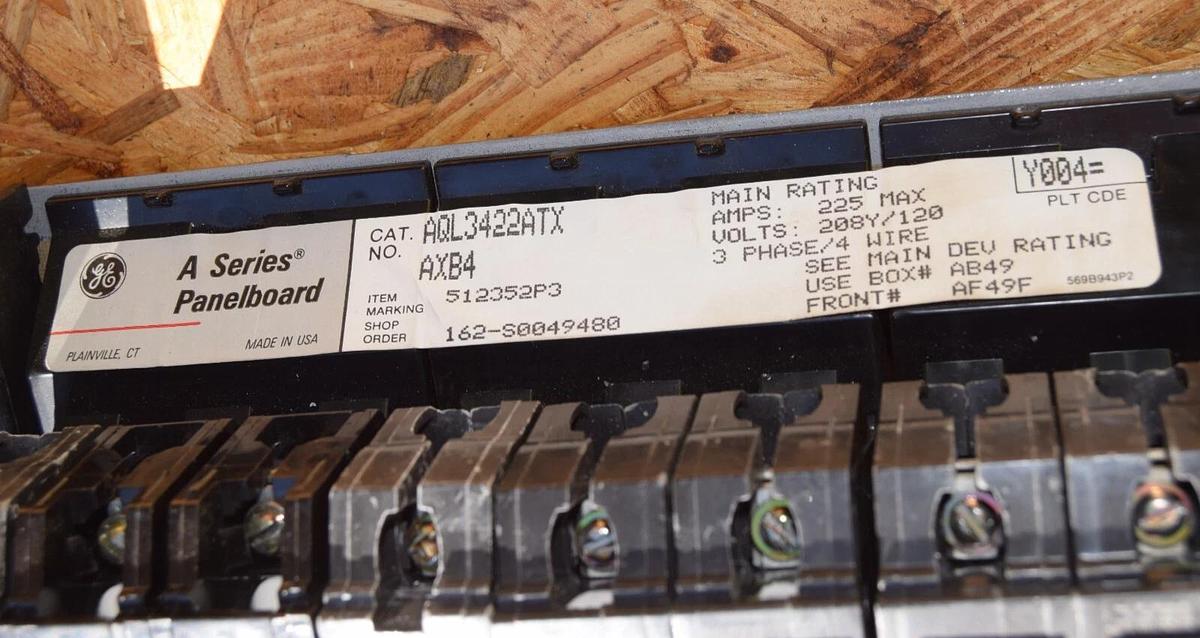 GE
A Series®
Panelboard
PLAINVILLE, CT
MADE IN USA
CAT. NO. AQL3422ATX
AXB4
ITEM MARKING 512352P3
SHOP ORDER 162-S0049480
MAIN RATING
AMPS: 225 MAX
VOLTS: 208Y/120
3 PHASE/4 WIRE
SEE MAIN DEV RATING
USE BOX# AB49
FRONT# AF49F
Y004=
PLT CDE
569B943P2